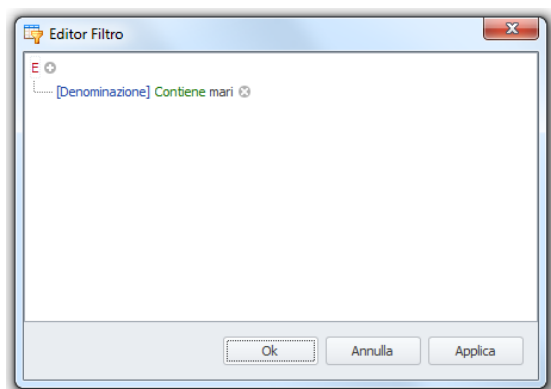 Editor Filtro
E
[Denominazione] Contiene mari
Ok Annulla Applica